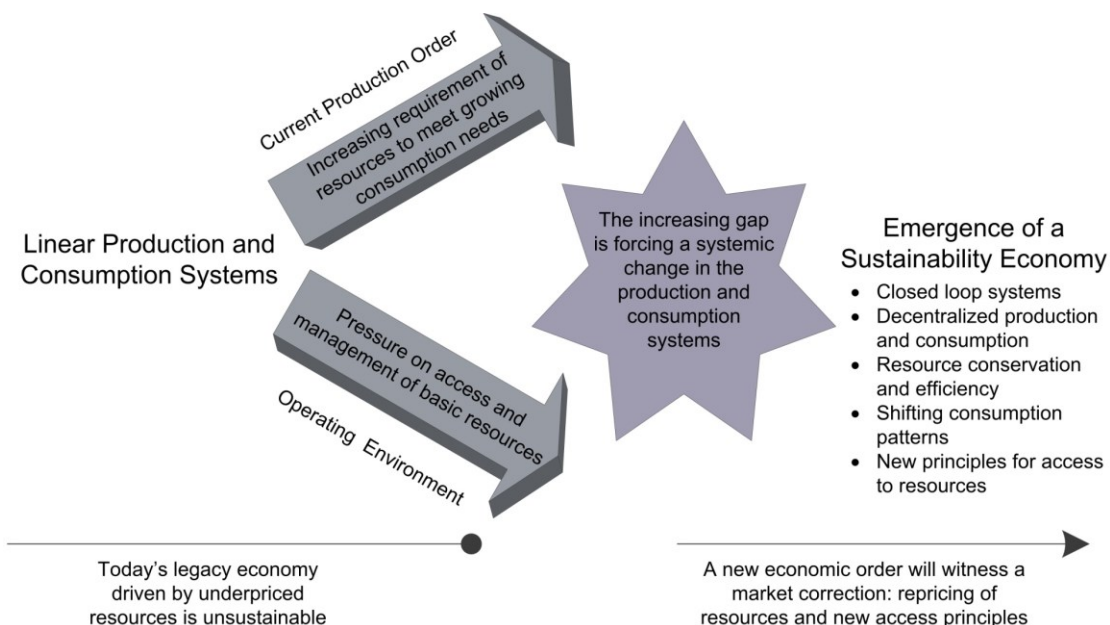 Current Production Order
Increasing requirement of
resources to meet growing
consumption needs
Linear Production and
Consumption Systems
Pressure on access and
management of basic resources
Operating Environment
The increasing gap
is forcing a systemic
change in the
production and
consumption
systems
Emergence of a
Sustainability Economy
• Closed loop systems
• Decentralized production
and consumption
• Resource conservation
and efficiency
• Shifting consumption
patterns
• New principles for access
to resources
Today's legacy economy
driven by underpriced
resources is unsustainable
A new economic order will witness a
market correction: repricing of
resources and new access principles